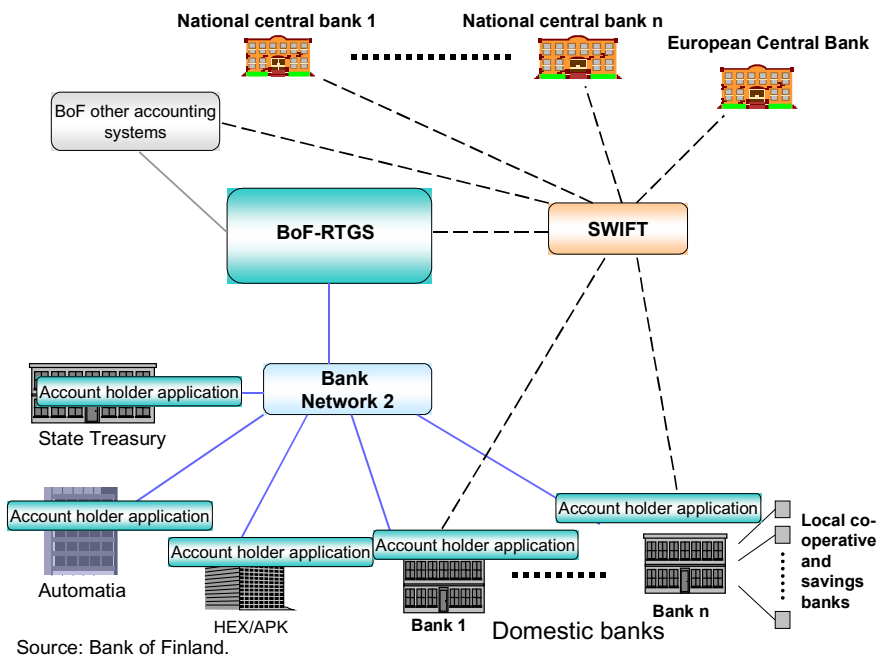 National central bank 1
National central bank n
European Central Bank
BoF other accounting
systems
BoF-RTGS
SWIFT
Bank
Network 2
Account holder application
State Treasury
Account holder application
Automatia
Account holder application
HEX/APK
Account holder application
Bank 1
Account holder application
Bank n
Domestic banks
Local co-
operative
and
savings
banks
Source: Bank of Finland.